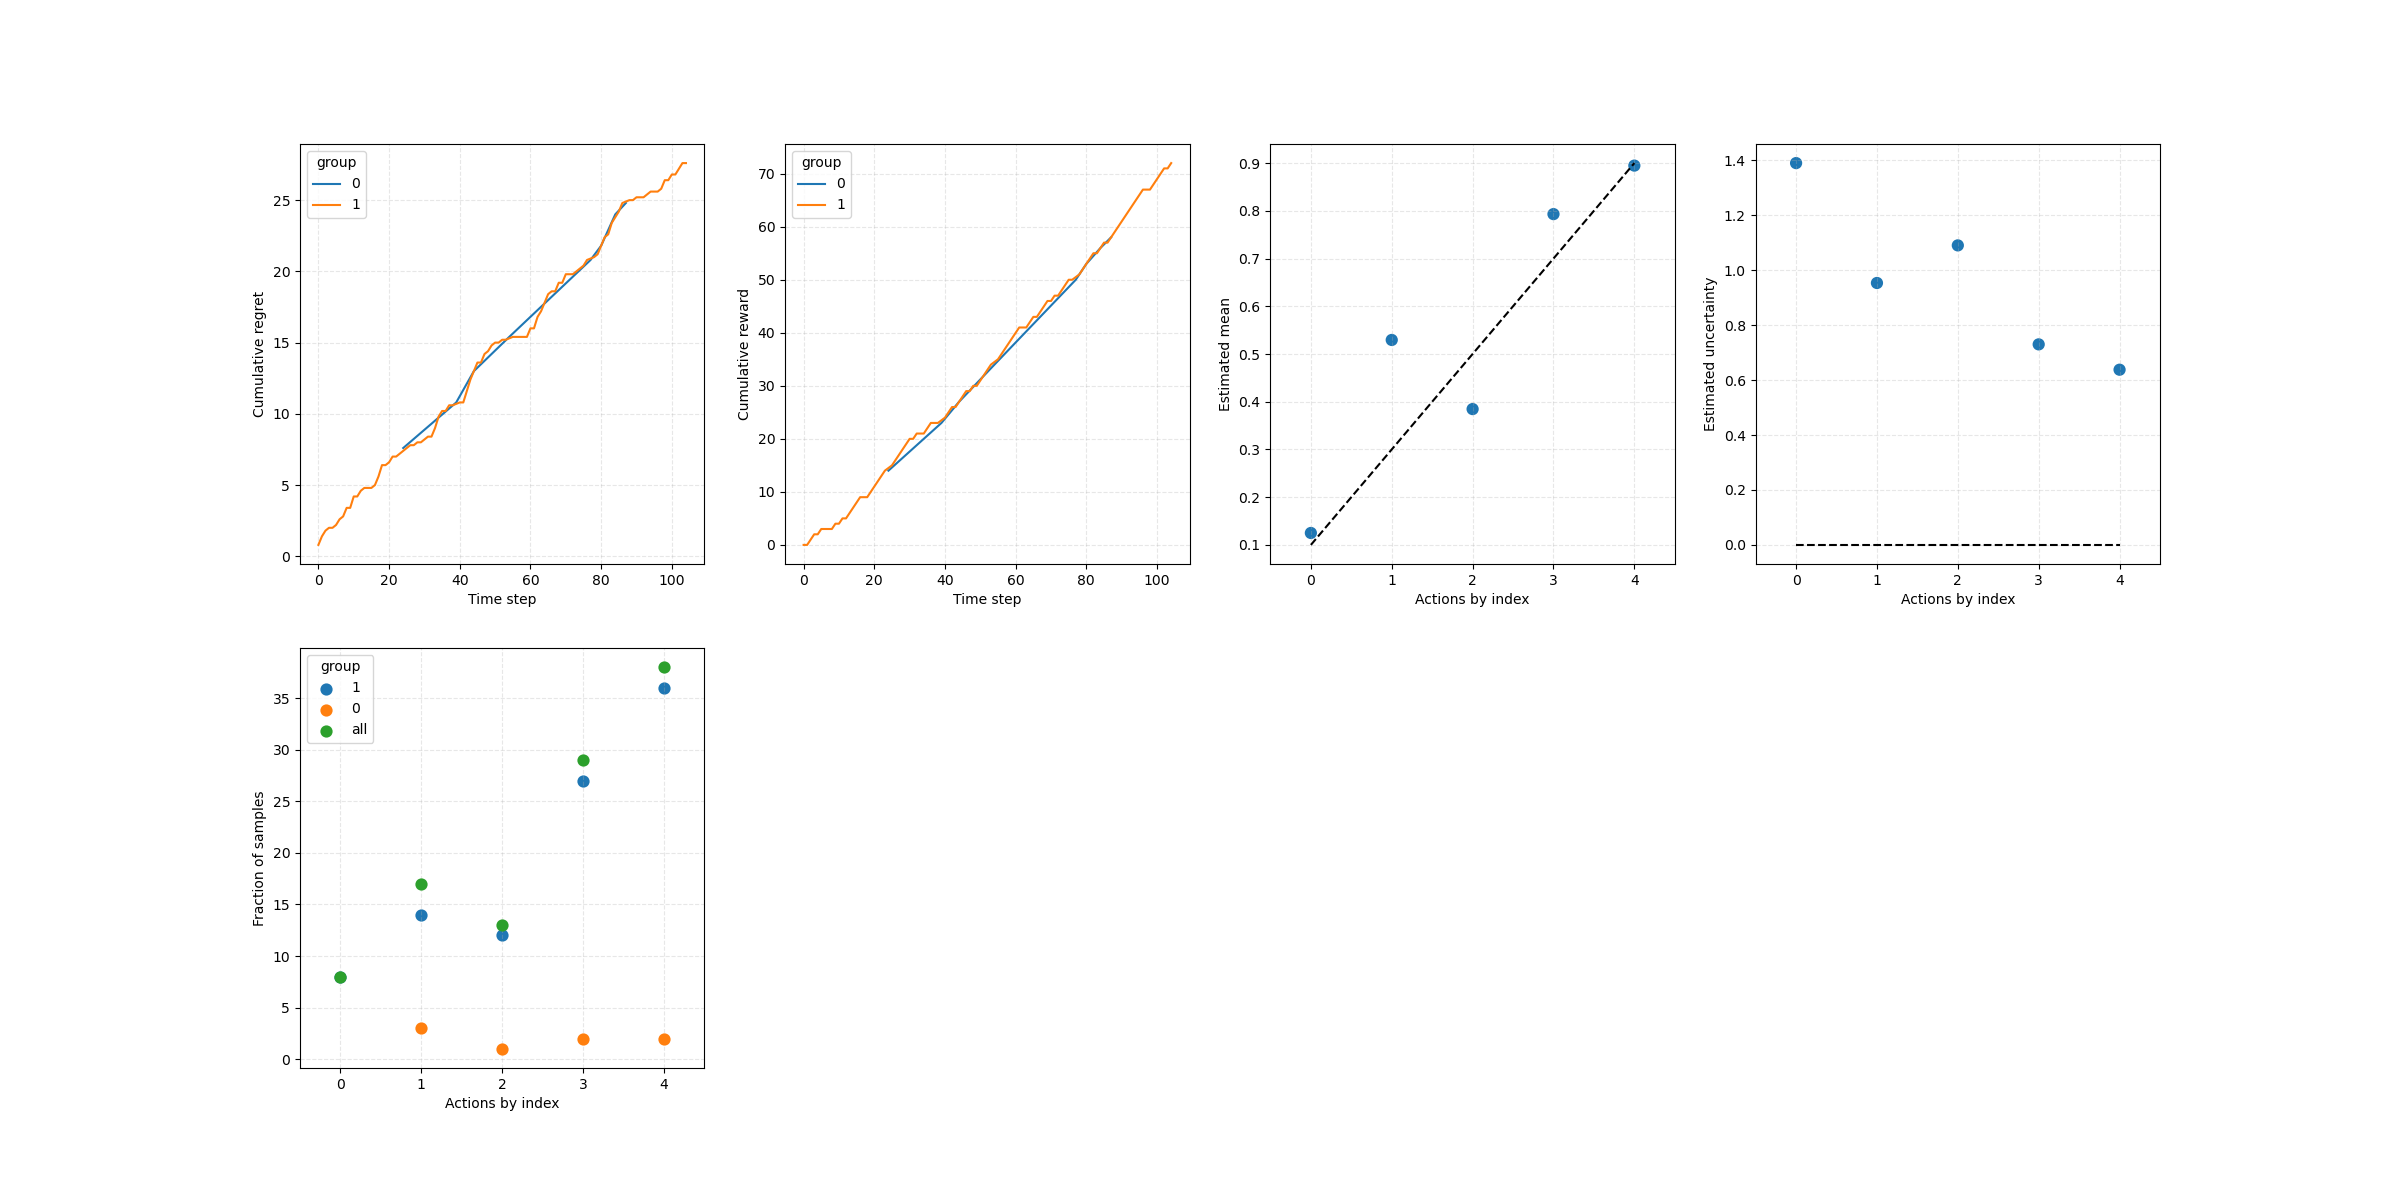 group
0
1
25
20
15
10
5
0
Cumulative regret
0 20 40 60 80 100
Time step
group
0
1
70
60
50
40
30
20
10
0
Cumulative reward
0 20 40 60 80 100
Time step
0.9
0.8
0.7
0.6
0.5
0.4
0.3
0.2
0.1
Estimated mean
0 1 2 3 4
Actions by index
1.4
1.2
1.0
0.8
0.6
0.4
0.2
0.0
Estimated uncertainty
0 1 2 3 4
Actions by index
group
1
0
all
35
30
25
20
15
10
5
0
Fraction of samples
0 1 2 3 4
Actions by index